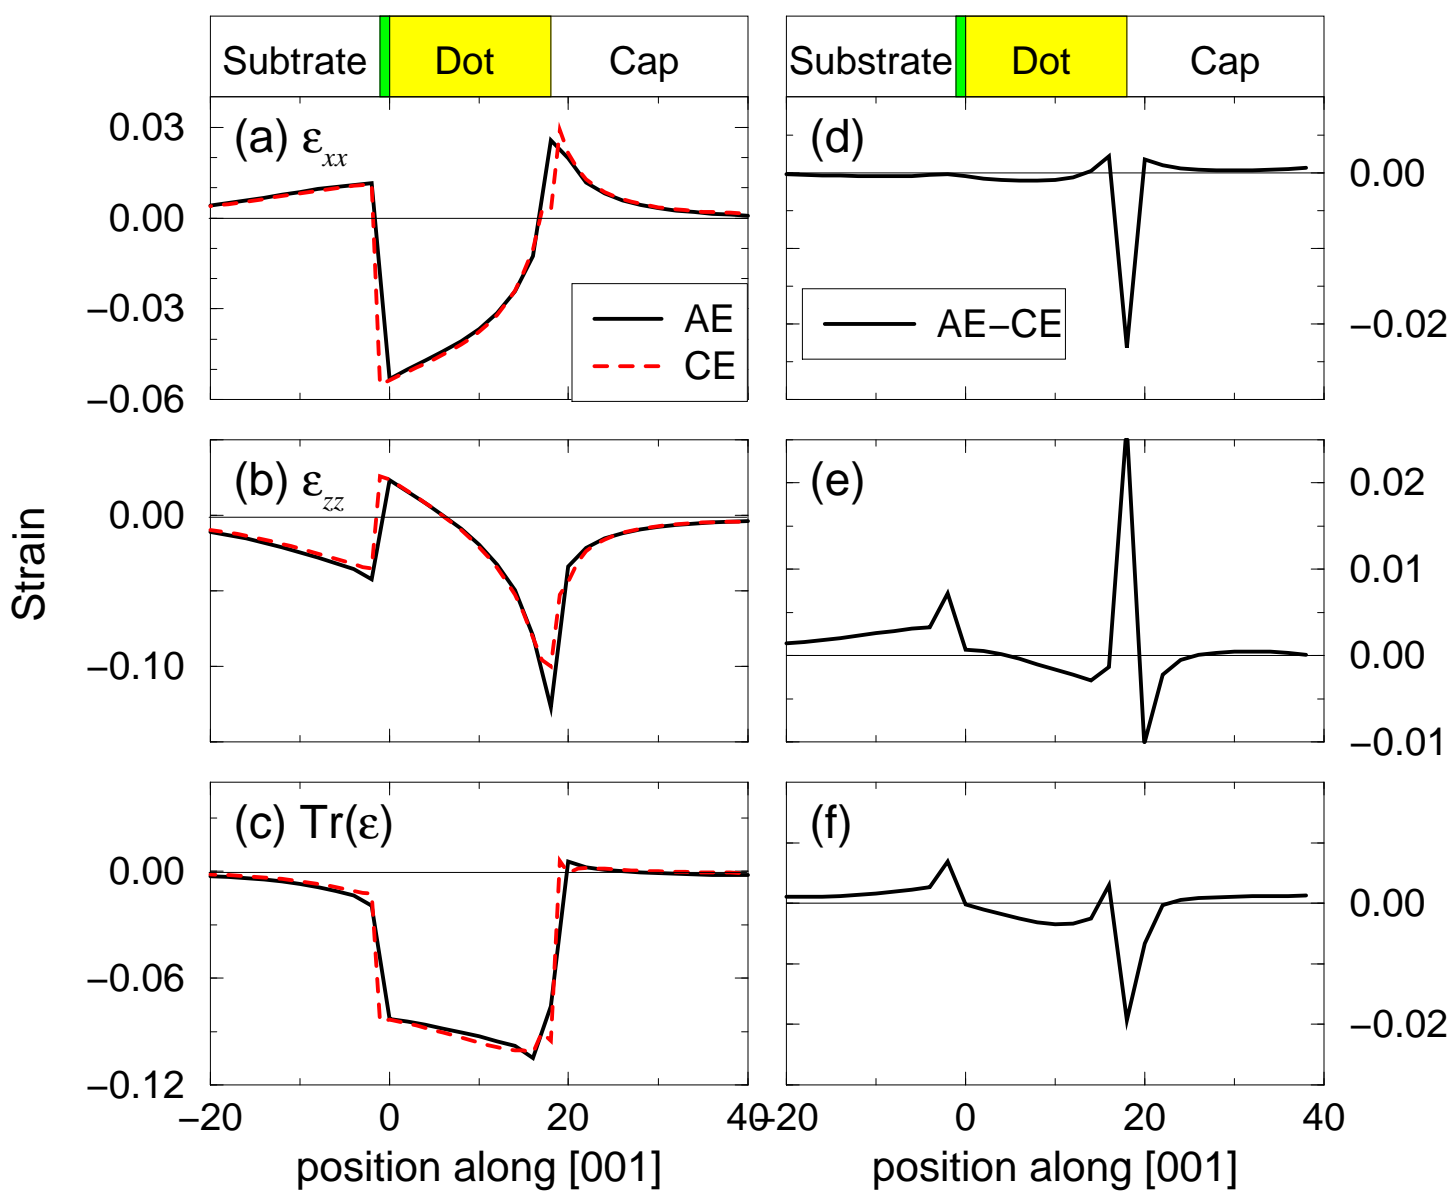 Subtrate Dot Cap
Substrate Dot Cap
(a) εxx
0.03
0.00
−0.03
−0.06
AE
CE
(d)
0.00
−0.02
AE−CE
(b) εzz
0.00
−0.10
(e)
0.02
0.01
0.00
−0.01
Strain
(c) Tr(ε)
0.00
−0.06
−0.12
(f)
0.00
−0.02
−20 0 20 40
−20 0 20 40
position along [001]
position along [001]